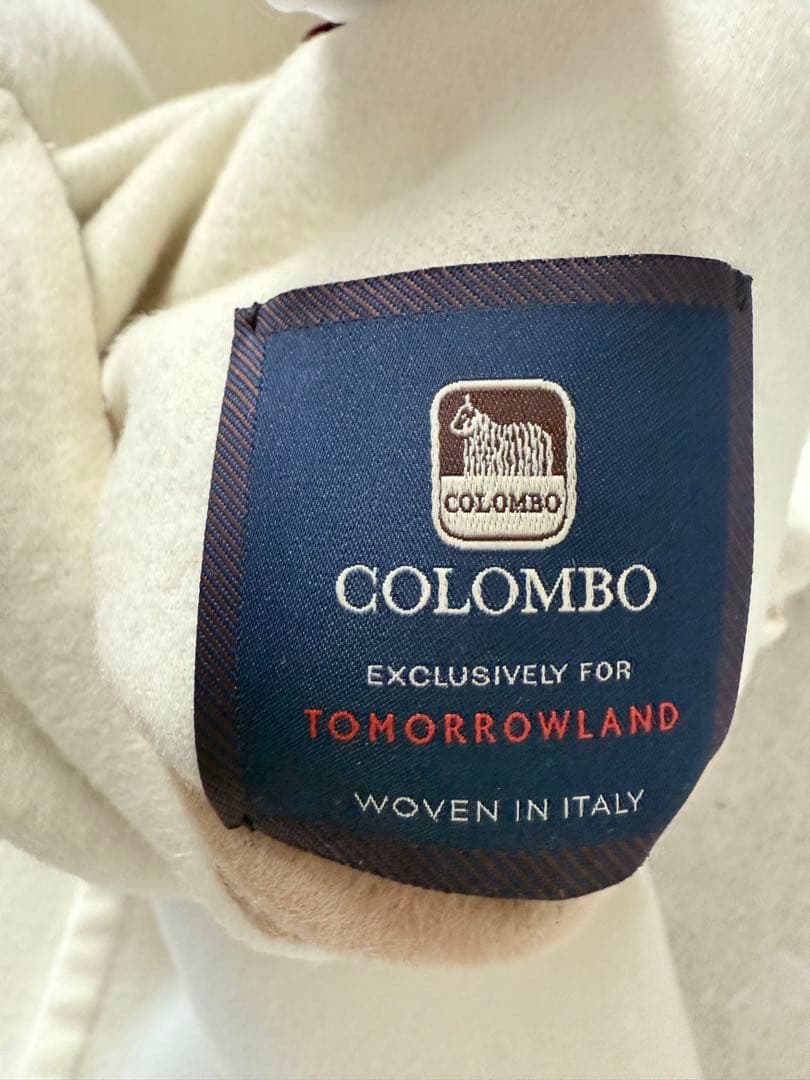 COLOMBO
COLOMBO
EXCLUSIVELY FOR
TOMORROWLAND
WOVEN IN ITALY